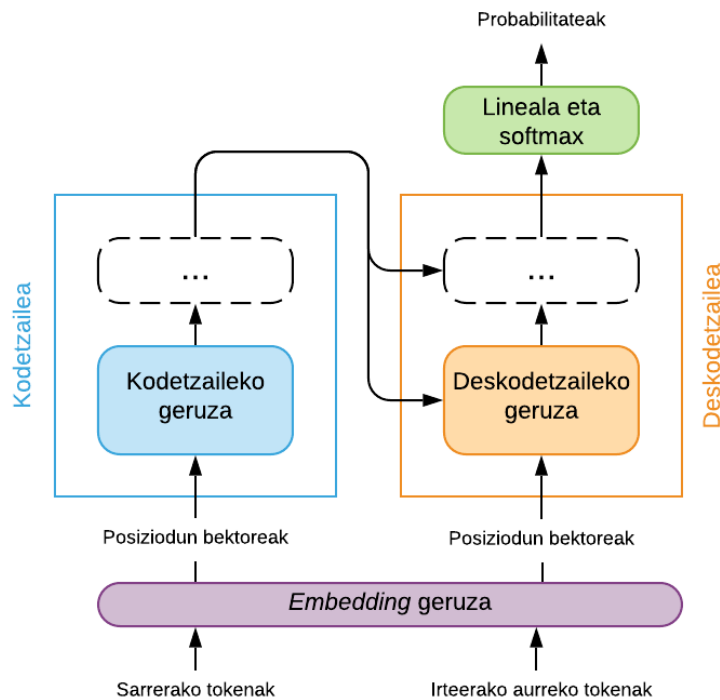 Probabilitateak
Lineala eta
softmax
...
...
Kodetzailea
Deskodetzailea
Kodetzaileko
geruza
Deskodetzaileko
geruza
Posiziodun bektoreak
Posiziodun bektoreak
Embedding geruza
Sarrerako tokenak
Irteerako aurreko tokenak